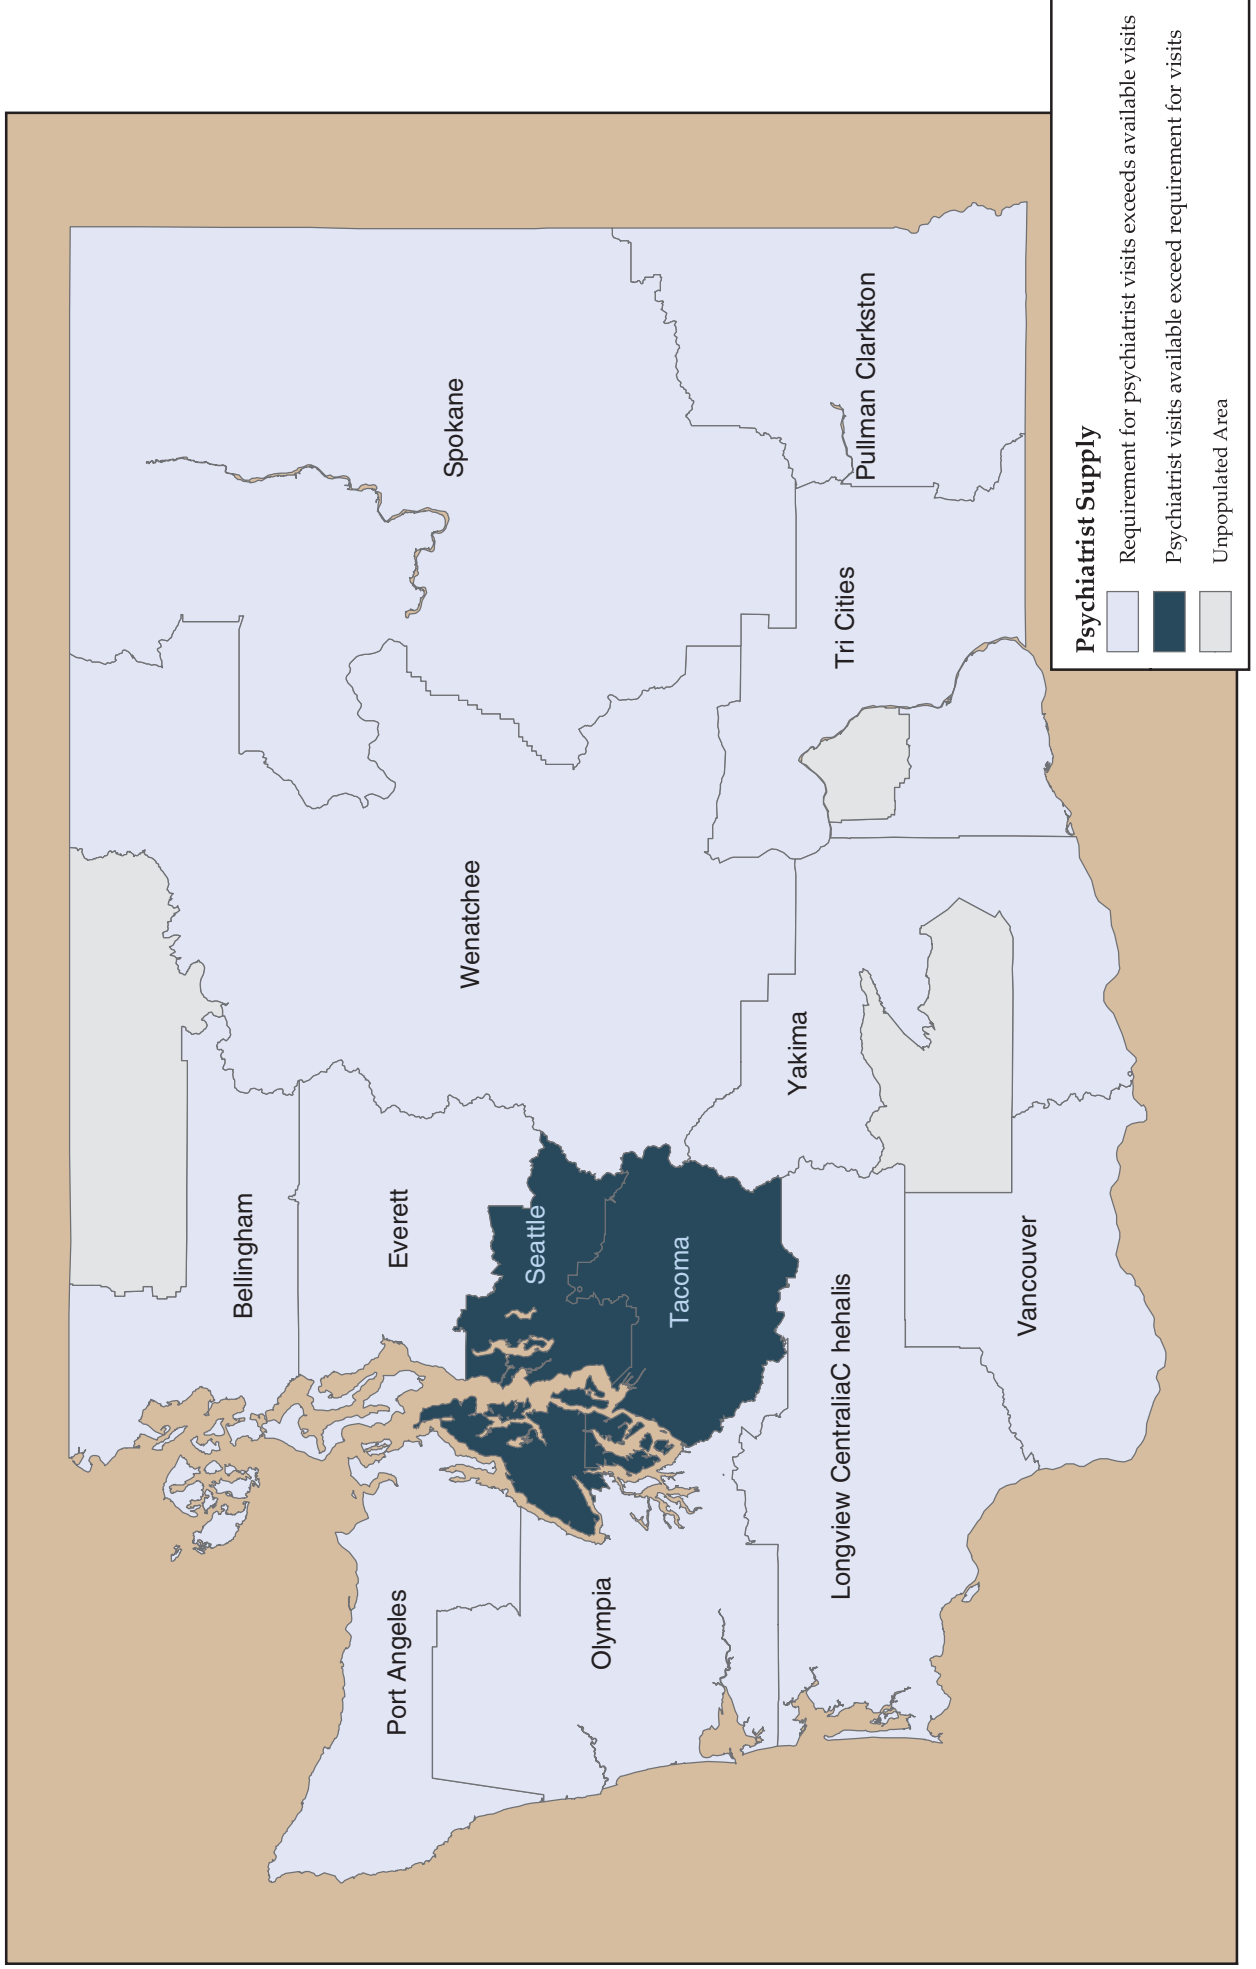 Bellingham
Port Angeles
Everett
Spokane
Wenatchee
Seattle
Olympia
Tacoma
Yakima
Tri Cities
Pullman Clarkston
Longview CentraliaC hehalis
Vancouver
Psychiatrist Supply
Requirement for psychiatrist visits exceeds available visits
Psychiatrist visits available exceed requirement for visits
Unpopulated Area